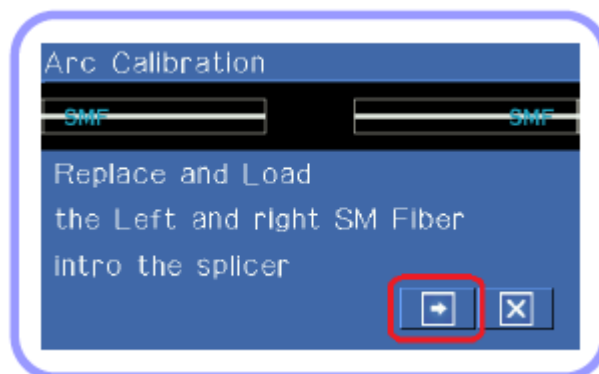 Arc Calibration
SMF SMF
Replace and Load
the Left and right SM Fiber
intro the splicer